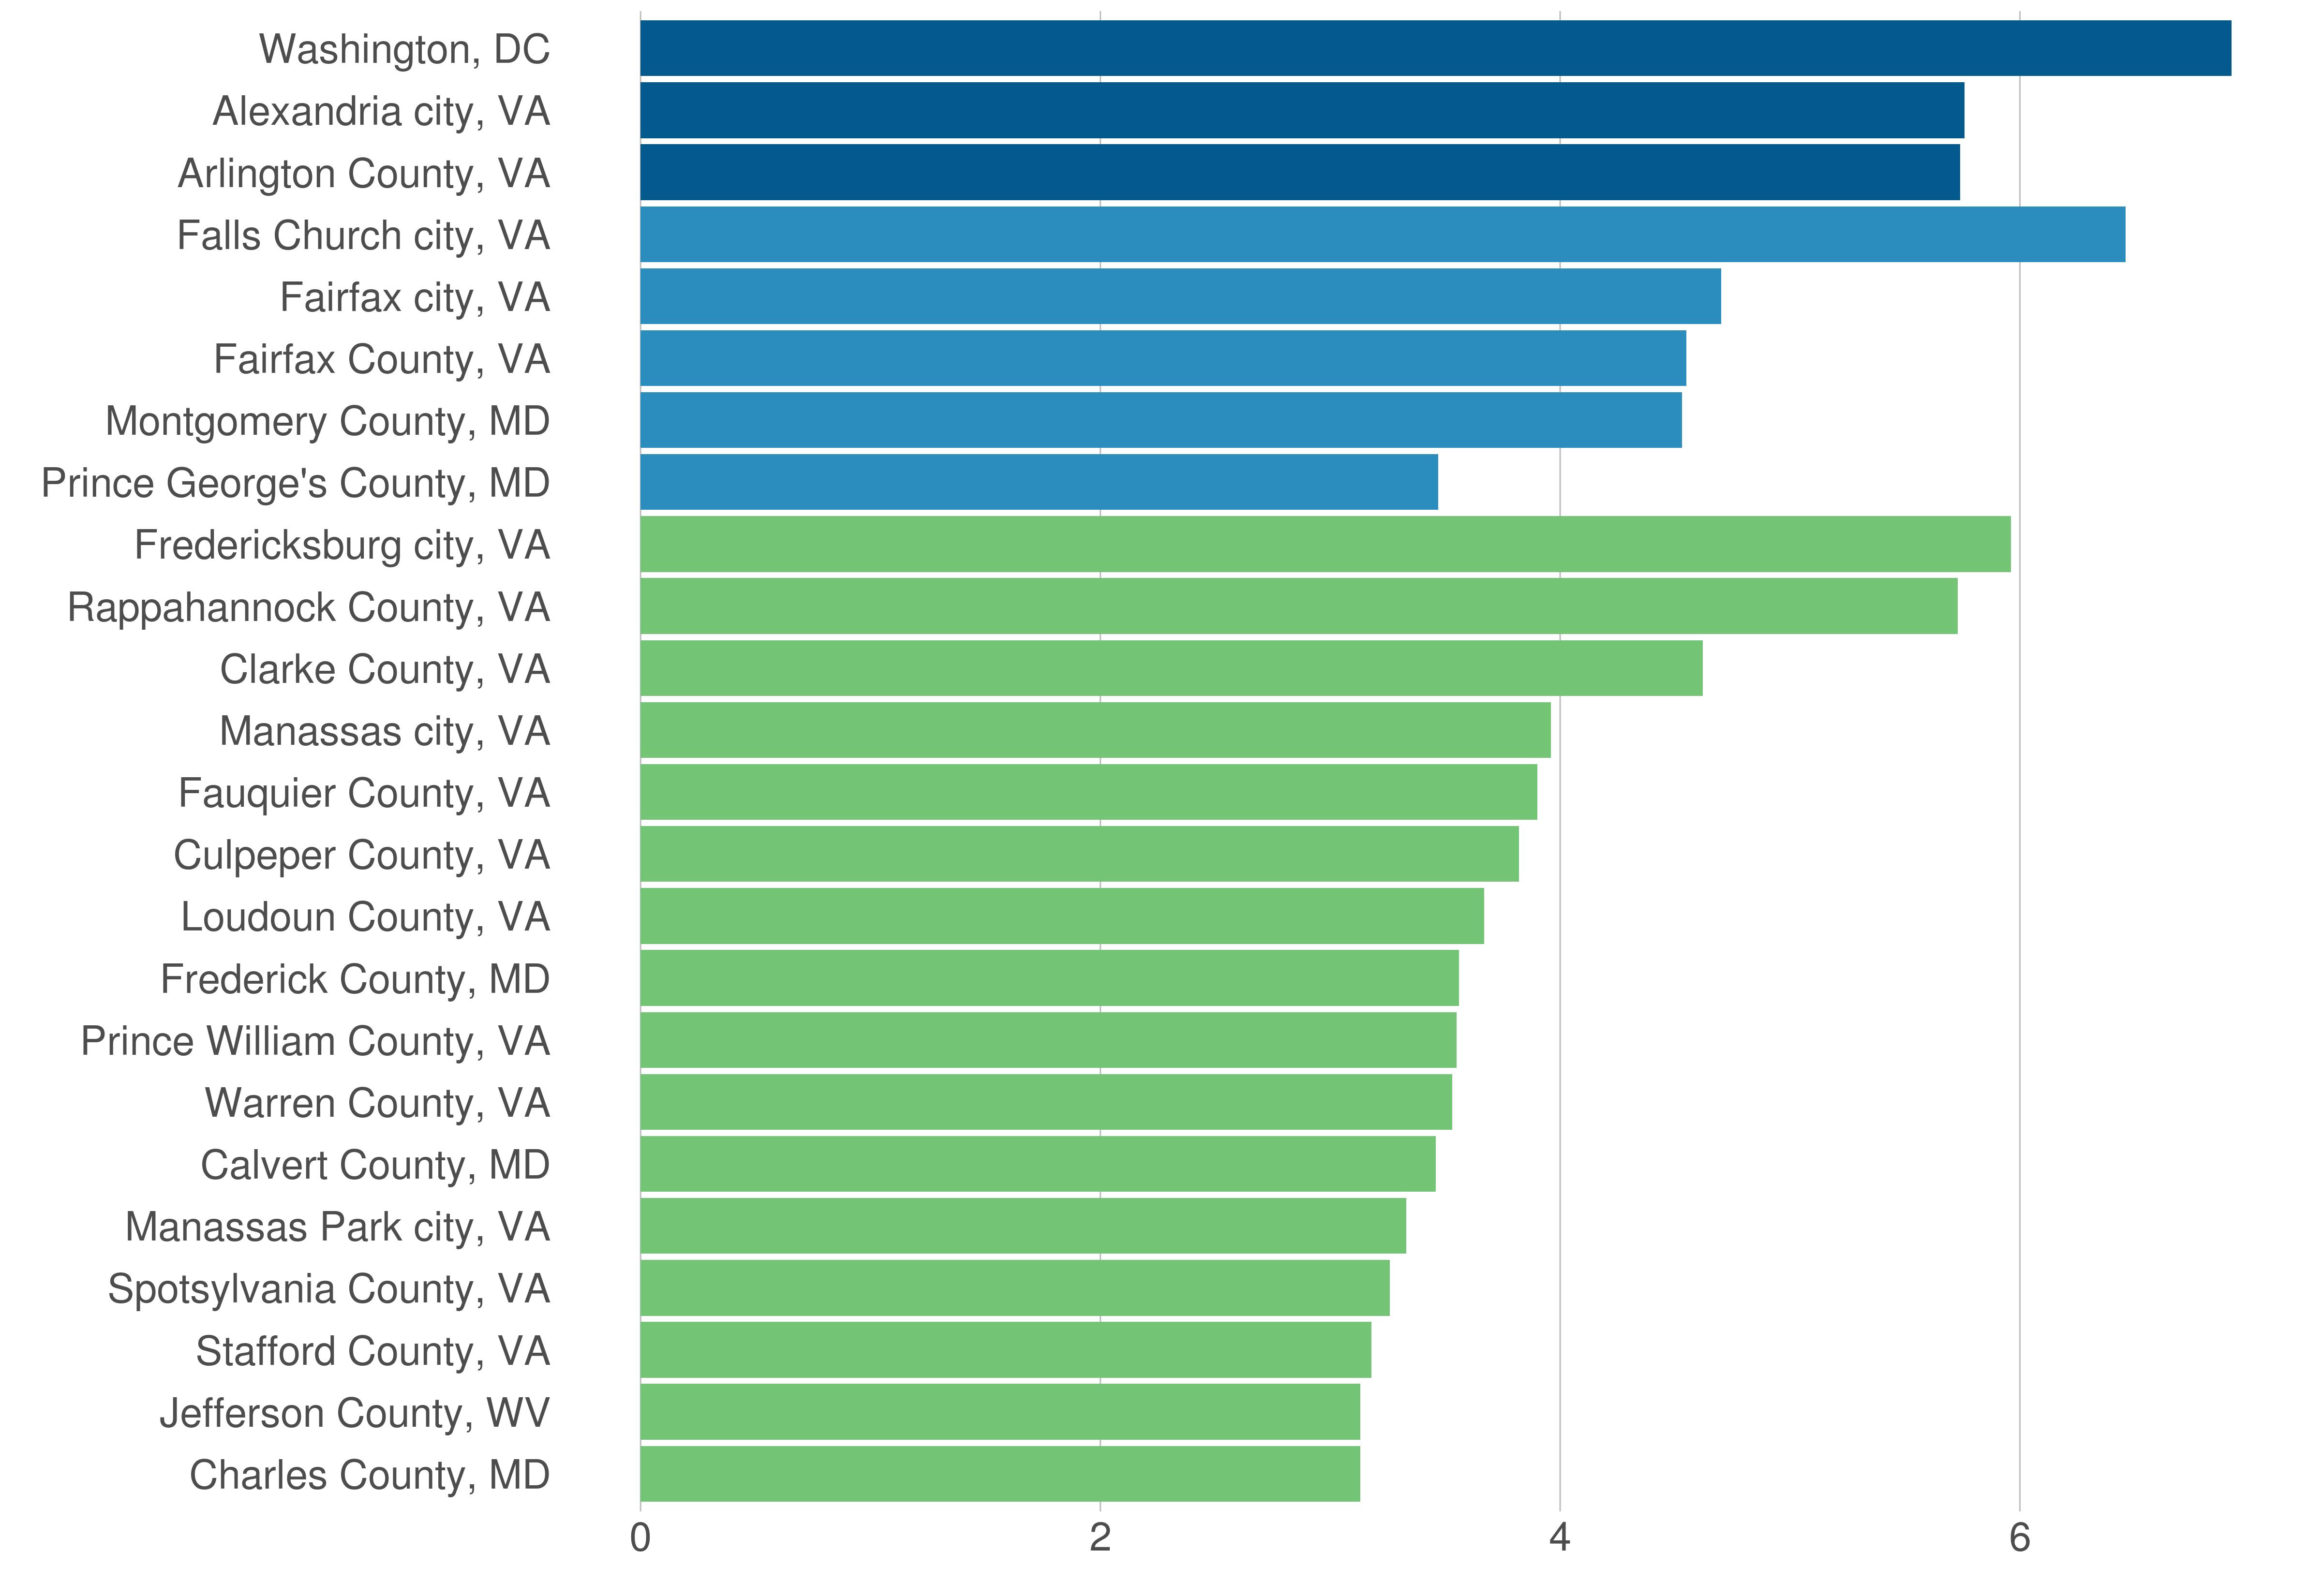 Washington, DC
Alexandria city, VA
Arlington County, VA
Falls Church city, VA
Fairfax city, VA
Fairfax County, VA
Montgomery County, MD
Prince George's County, MD
Fredericksburg city, VA
Rappahannock County, VA
Clarke County, VA
Manassas city, VA
Fauquier County, VA
Culpeper County, VA
Loudoun County, VA
Frederick County, MD
Prince William County, VA
Warren County, VA
Calvert County, MD
Manassas Park city, VA
Spotsylvania County, VA
Stafford County, VA
Jefferson County, WV
Charles County, MD
0 2 4 6